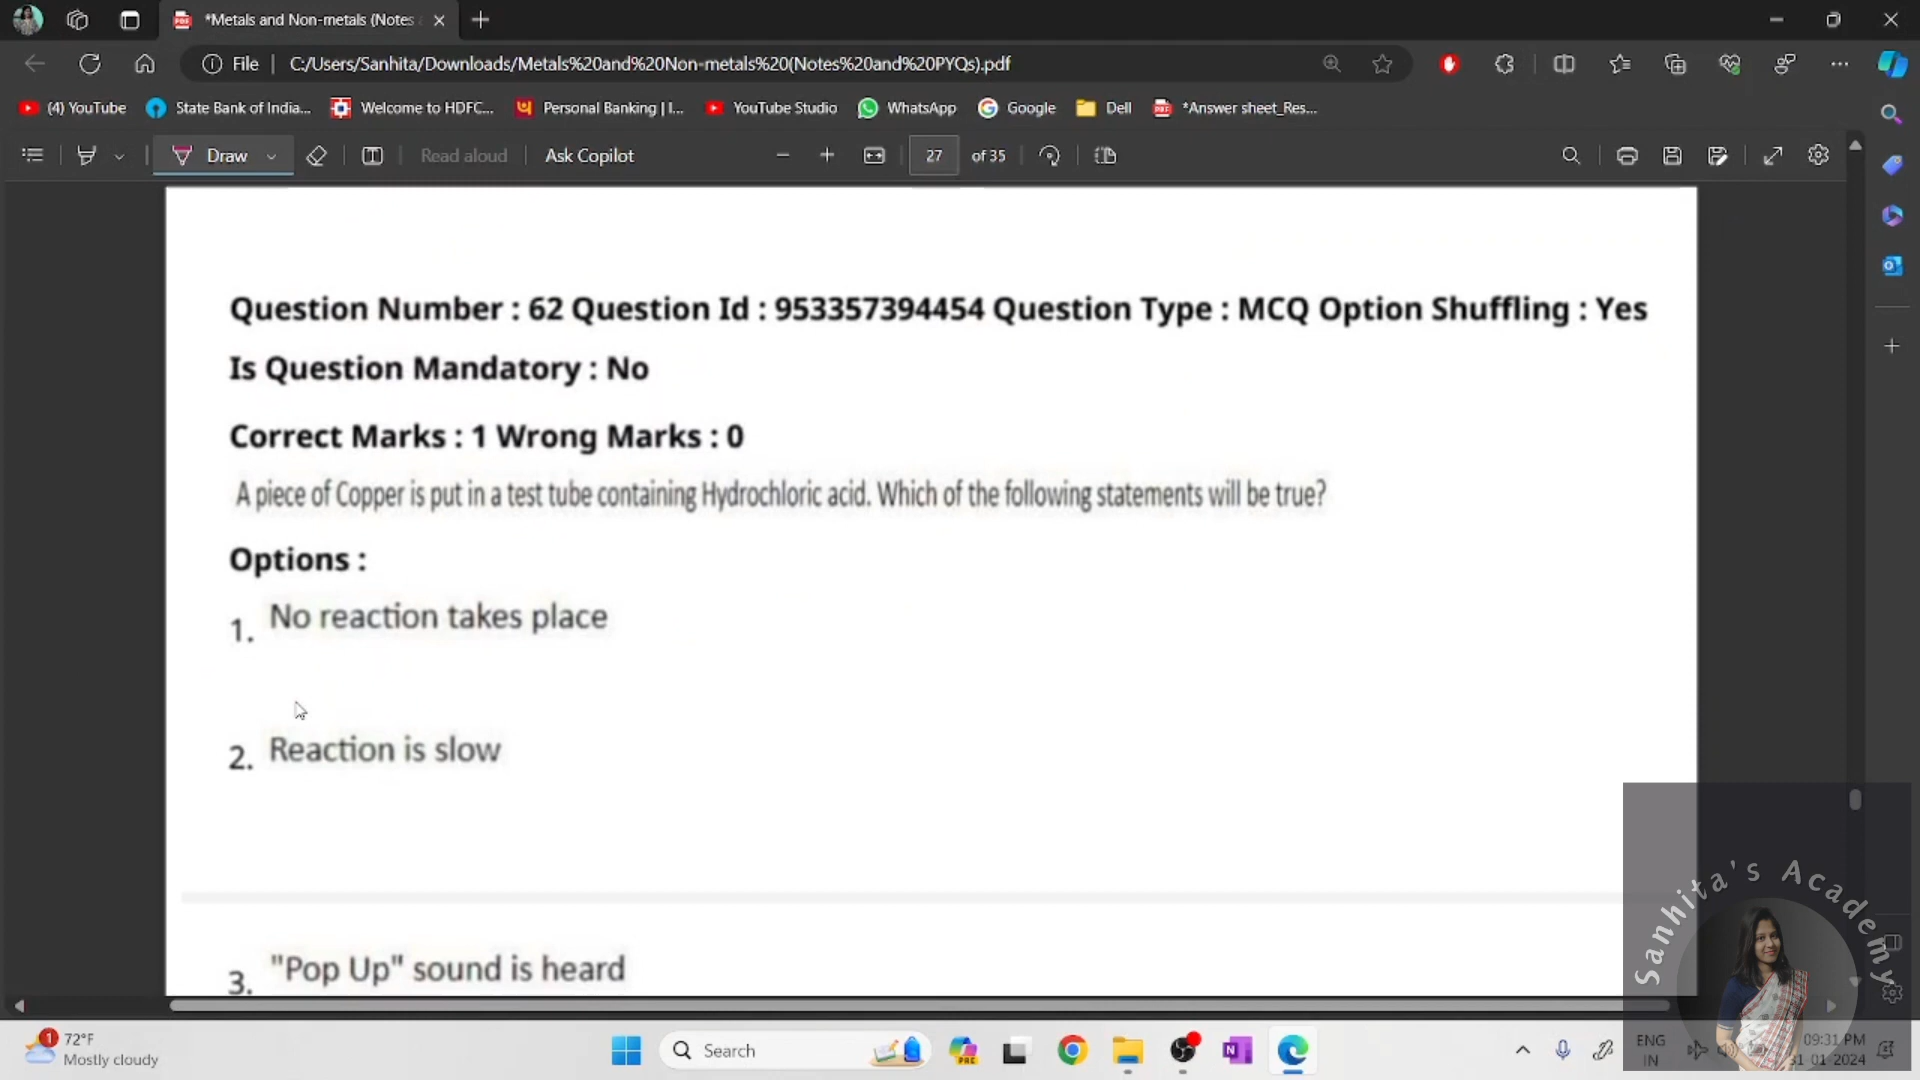 *Metals and Non-metals (Notes
File
C:/Users/Sanhita/Downloads/Metals%20and%20Non-metals%20(Notes%20and%20PYQs).pdf
(4) YouTube
State Bank of India...
Welcome to HDFC...
Personal Banking | I...
YouTube Studio
WhatsApp
Google
Dell
*Answer sheet_Res...
Draw
Read aloud
Ask Copilot
27
of 35
Question Number : 62 Question Id : 953357394454 Question Type : MCQ Option Shuffling : Yes
Is Question Mandatory : No
Correct Marks : 1 Wrong Marks : 0
A piece of Copper is put in a test tube containing Hydrochloric acid. Which of the following statements will be true?
Options :
1. No reaction takes place
2. Reaction is slow
3. "Pop Up" sound is heard
Sanhita's Academy
1
72°F
Mostly cloudy
Search
PRE
ENG
IN
09:31 PM
31-01-2024